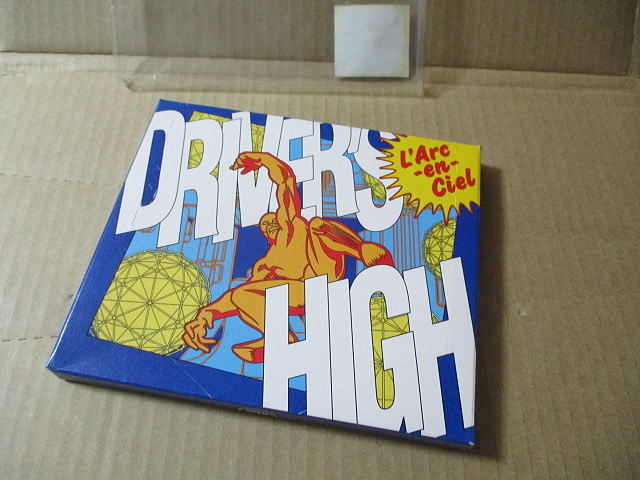 DRIVER'S
HIGH
L'Arc
-en-
Ciel